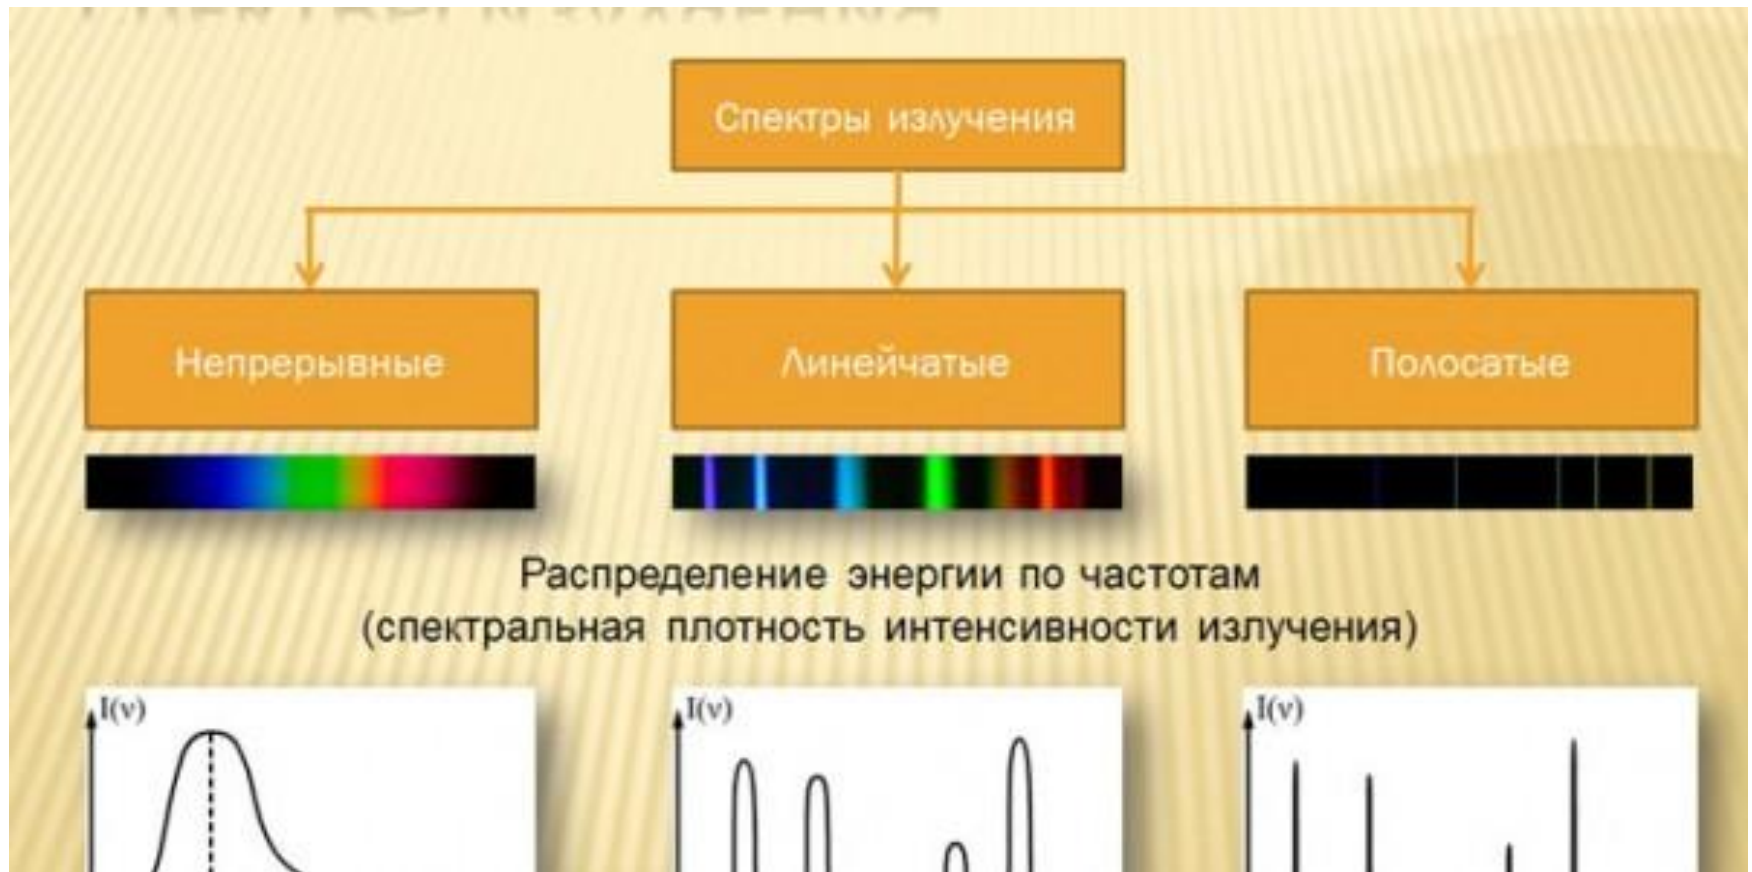 Спектры излучения
Непрерывные
Линейчатые
Полосатые
Распределение энергии по частотам
(спектральная плотность интенсивности излучения)
I(ν)
I(ν)
I(ν)